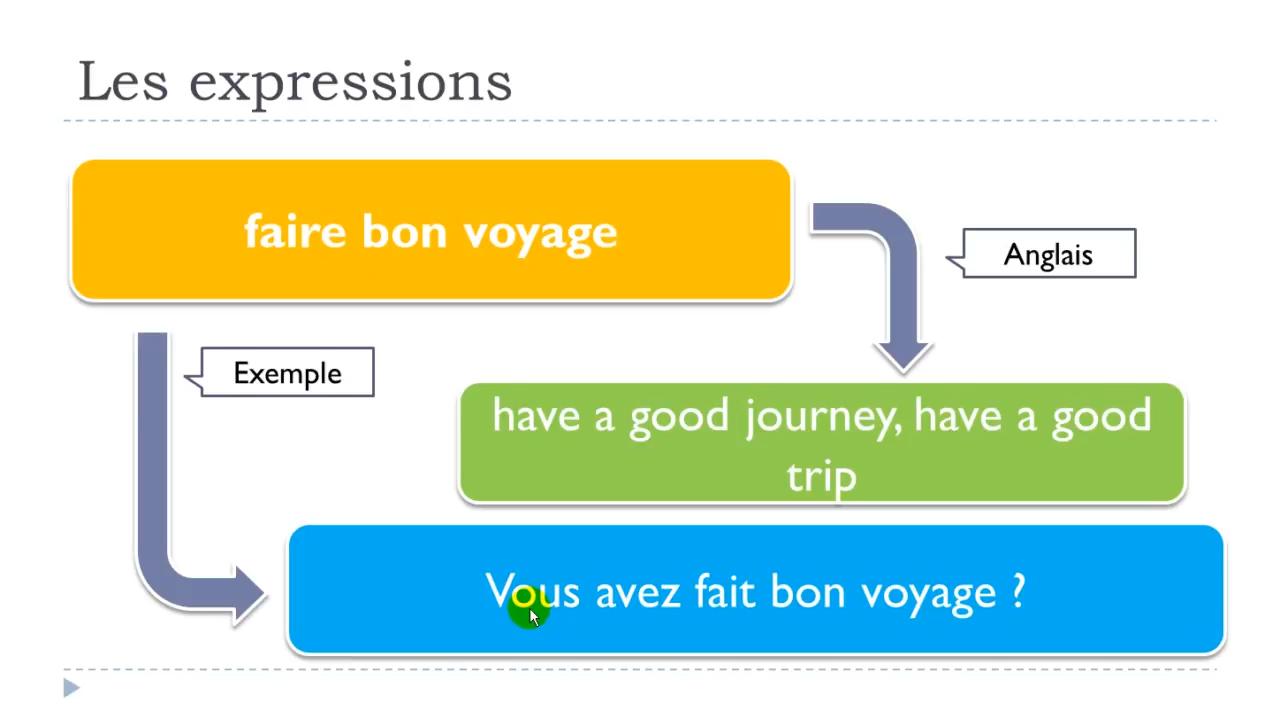 Les expressions
faire bon voyage
Anglais
Exemple
have a good journey, have a good
trip
Vous avez fait bon voyage ?